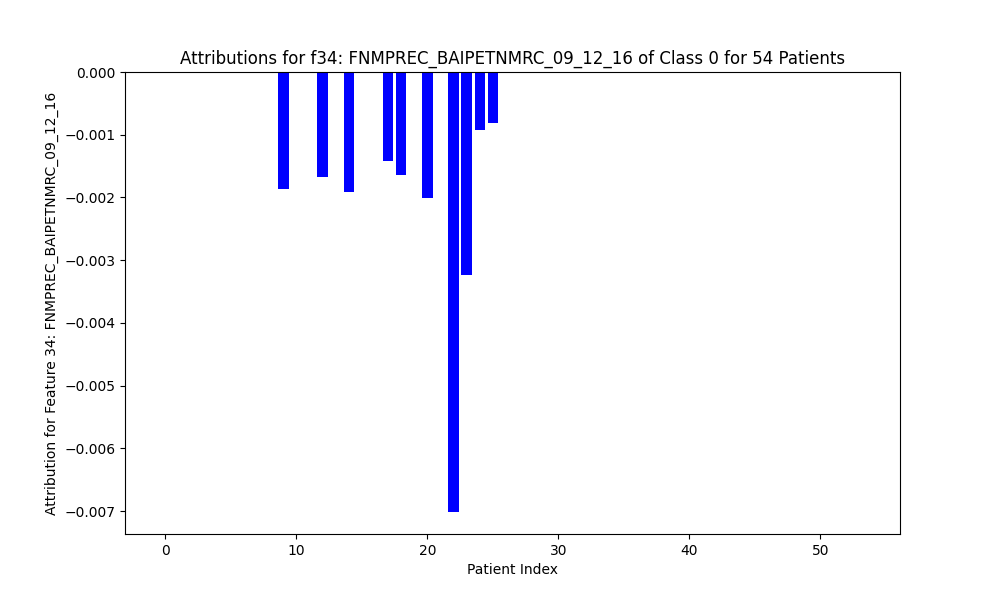 Attributions for f34: FNMPREC_BAIPETNMRC_09_12_16 of Class 0 for 54 Patients
Attribution for Feature 34: FNMPREC_BAIPETNMRC_09_12_16
0.000
−0.001
−0.002
−0.003
−0.004
−0.005
−0.006
−0.007
0 10 20 30 40 50
Patient Index